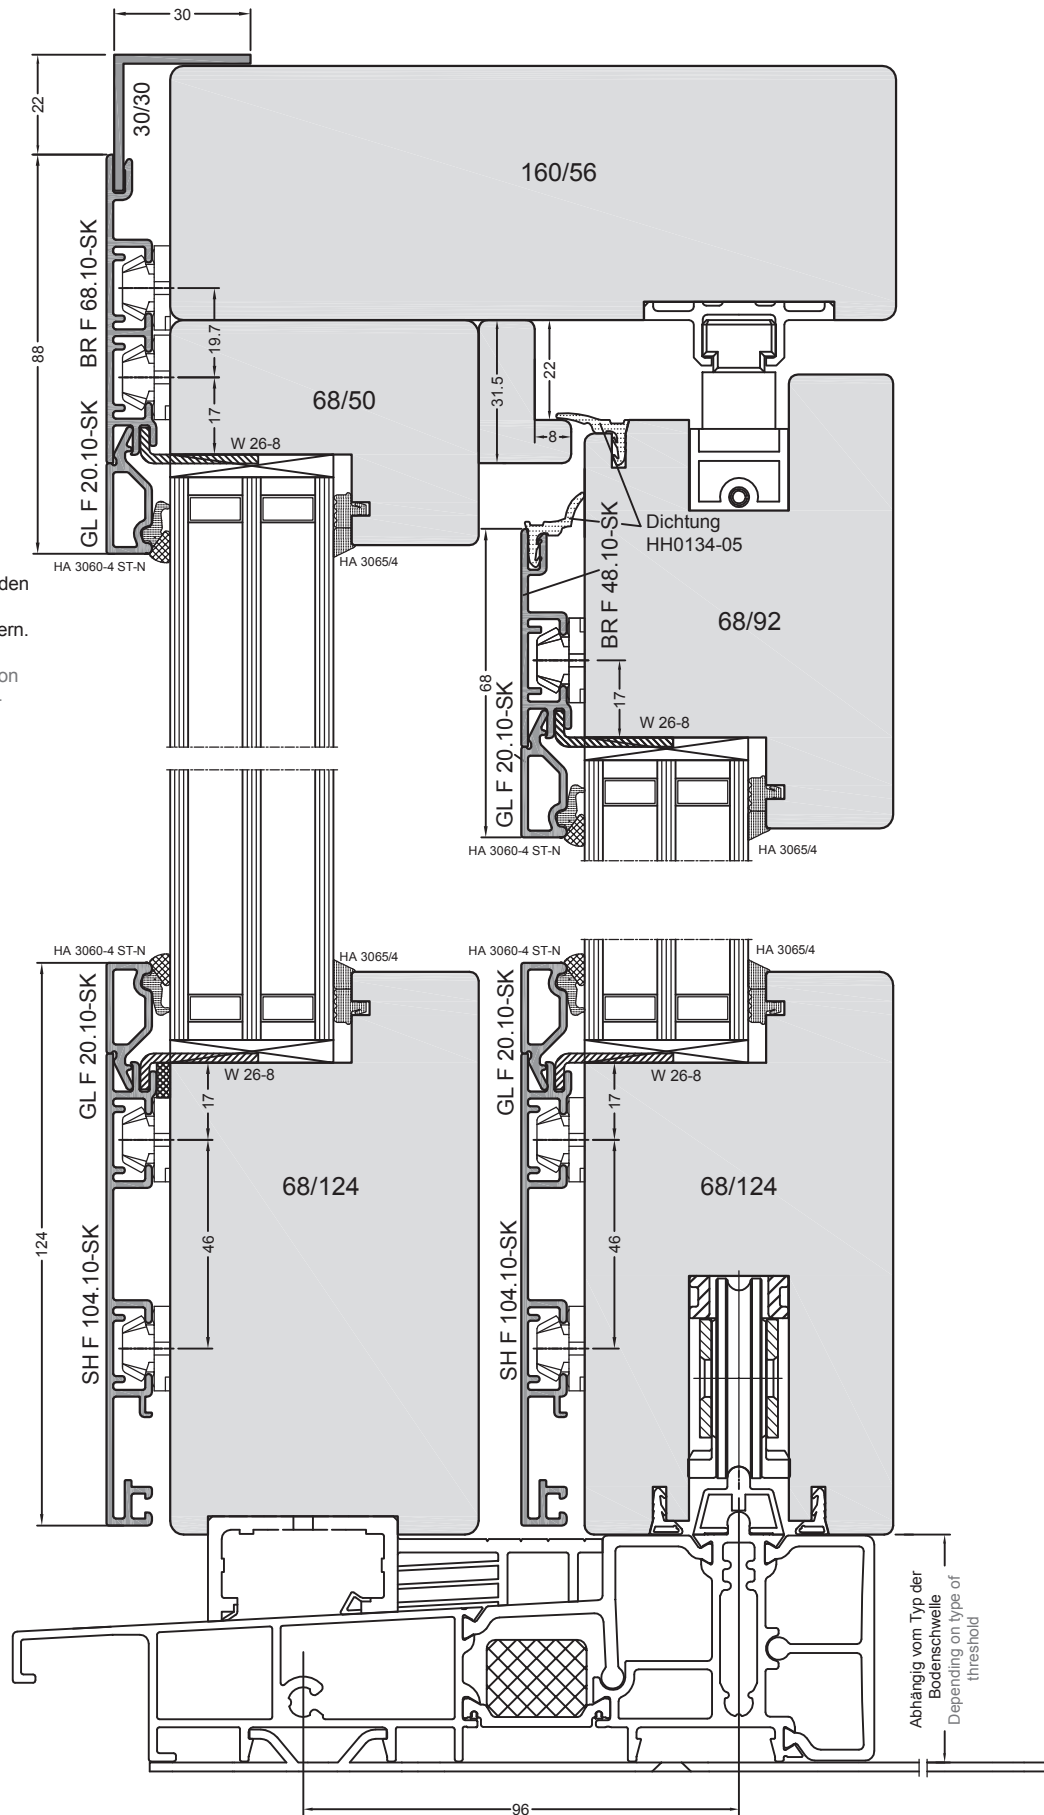 30
22
30/30
160/56
88
BR F 68.10-SK
GL F 20.10-SK
19.7
17
68/50
31.5
22
8
W 26-8
HA 3060-4 ST-N
HA 3065/4
Dichtung
HH0134-05
den
ern.
on
BR F 48.10-SK
68/92
68
GL F 20.10-SK
17
W 26-8
HA 3060-4 ST-N
HA 3065/4
HA 3060-4 ST-N
HA 3065/4
HA 3060-4 ST-N
HA 3065/4
GL F 20.10-SK
W 26-8
17
GL F 20.10-SK
W 26-8
17
68/124
68/124
124
SH F 104.10-SK
46
SH F 104.10-SK
46
Abhängig vom Typ der
Bodenschwelle
Depending on type of
threshold
96